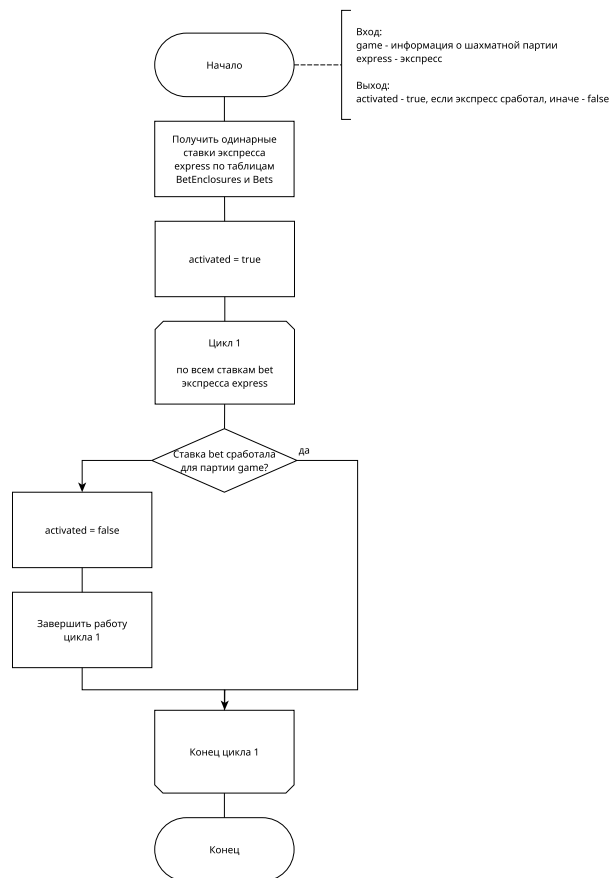 Вход:
game - информация о шахматной партии
express - экспресс
Выход:
activated - true, если экспресс сработал, иначе - false
Начало
Получить одинарные
ставки экспресса
express по таблицам
BetEnclosures и Bets
activated = true
Цикл 1
по всем ставкам bet
экспресса express
Ставка bet сработала
для партии game?
да
activated = false
Завершить работу
цикла 1
Конец цикла 1
Конец